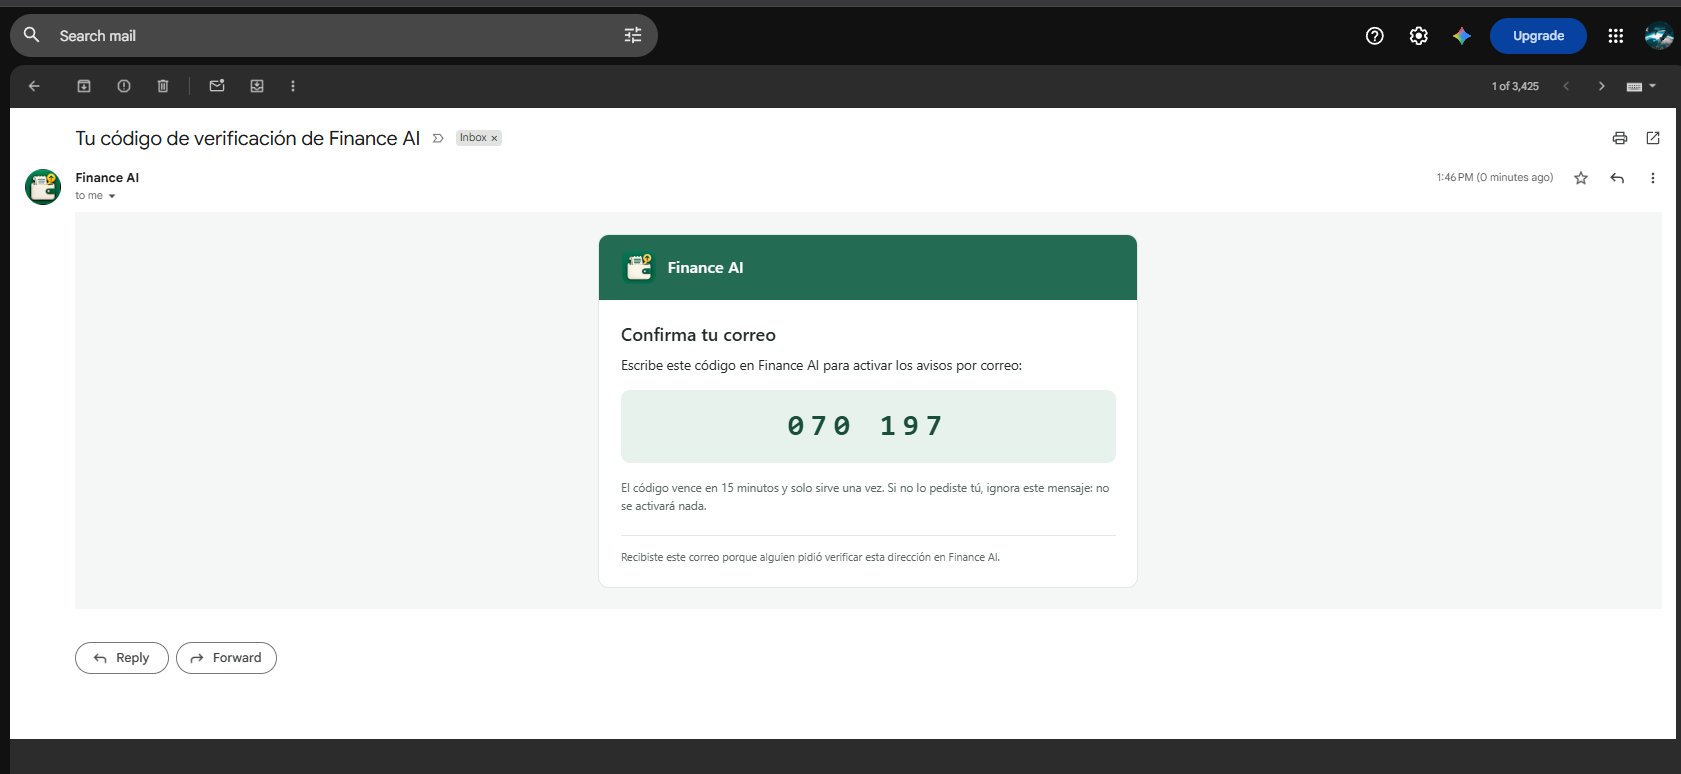 Search mail
Upgrade
1 of 3,425
Tu código de verificación de Finance AI
Inbox ×
Finance AI
1:46 PM (0 minutes ago)
to me
Finance AI
Confirma tu correo
Escribe este código en Finance AI para activar los avisos por correo:
070 197
El código vence en 15 minutos y solo sirve una vez. Si no lo pediste tú, ignora este mensaje: no
se activará nada.
Recibiste este correo porque alguien pidió verificar esta dirección en Finance AI.
Reply
Forward